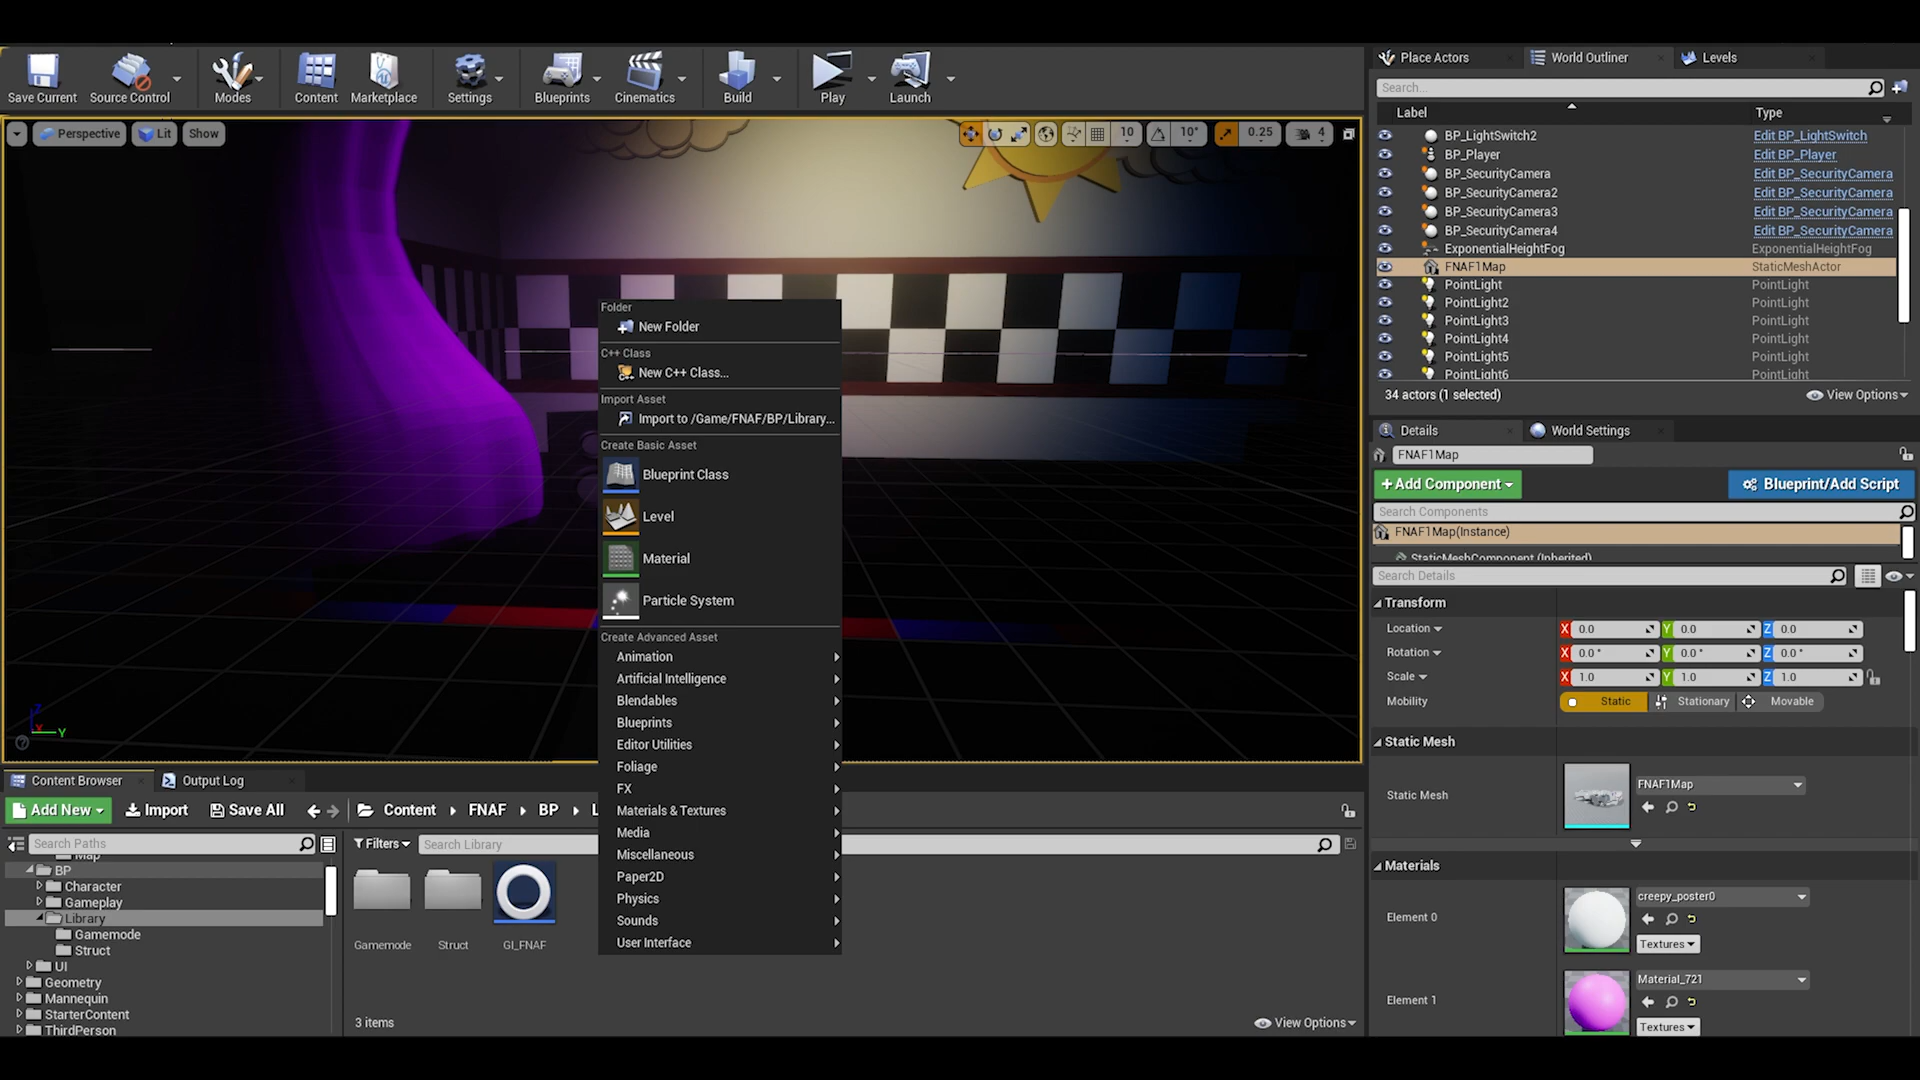 Save Current
Source Control
Modes
Content
Marketplace
Settings
Blueprints
Cinematics
Build
Play
Launch
Perspective
Lit
Show
10
10°
0.25
4
Folder
New Folder
C++ Class
New C++ Class...
Import Asset
Import to /Game/FNAF/BP/Library...
Create Basic Asset
Blueprint Class
Level
Material
Particle System
Create Advanced Asset
Animation
Artificial Intelligence
Blendables
Blueprints
Editor Utilities
Foliage
FX
Materials & Textures
Media
Miscellaneous
Paper2D
Physics
Sounds
User Interface
Z
X
Y
Content Browser
Output Log
Add New
Import
Save All
Content
FNAF
BP
L
Search Paths
Filters
Search Library
Map
BP
Character
Gameplay
Library
Gamemode
Struct
UI
Geometry
Mannequin
StarterContent
ThirdPerson
Gamemode
Struct
GI_FNAF
3 items
View Options
Place Actors
World Outliner
Levels
Search...
Label
Type
BP_LightSwitch2
Edit BP_LightSwitch
BP_Player
Edit BP_Player
BP_SecurityCamera
Edit BP_SecurityCamera
BP_SecurityCamera2
Edit BP_SecurityCamera
BP_SecurityCamera3
Edit BP_SecurityCamera
BP_SecurityCamera4
Edit BP_SecurityCamera
ExponentialHeightFog
ExponentialHeightFog
FNAF1Map
StaticMeshActor
PointLight
PointLight
PointLight2
PointLight
PointLight3
PointLight
PointLight4
PointLight
PointLight5
PointLight
PointLight6
PointLight
34 actors (1 selected)
View Options
Details
World Settings
FNAF1Map
+Add Component
Blueprint/Add Script
Search Components
FNAF1Map(Instance)
StaticMeshComponent (Inherited)
Search Details
Transform
Location
X 0.0 Y 0.0 Z 0.0
Rotation
X 0.0° Y 0.0° Z 0.0°
Scale
X 1.0 Y 1.0 Z 1.0
Mobility
Static
Stationary
Movable
Static Mesh
Static Mesh
FNAF1Map
Materials
Element 0
creepy_poster0
Textures
Element 1
Material_721
Textures